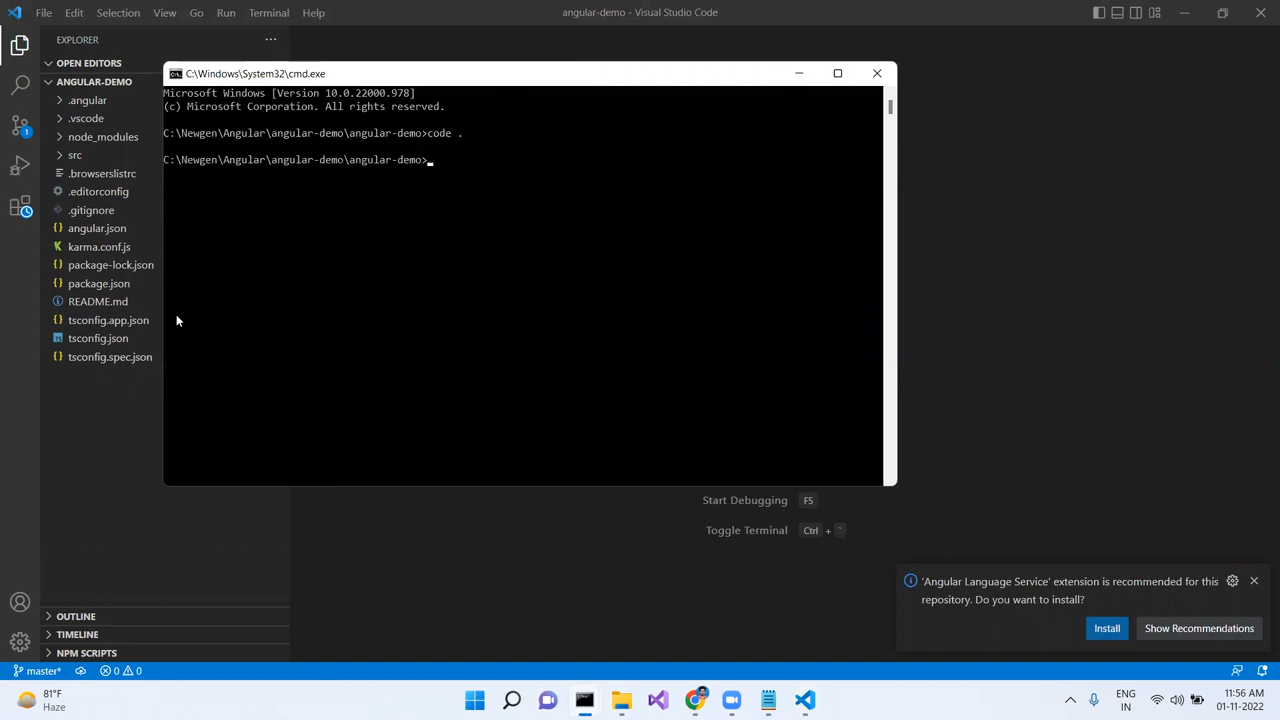 File Edit Selection View Go Run Terminal Help
angular-demo - Visual Studio Code
EXPLORER
OPEN EDITORS
ANGULAR-DEMO
.angular
.vscode
node_modules
src
.browserslistrc
.editorconfig
.gitignore
angular.json
karma.conf.js
package-lock.json
package.json
README.md
tsconfig.app.json
tsconfig.json
tsconfig.spec.json
C:\Windows\System32\cmd.exe
Microsoft Windows [Version 10.0.22000.978]
(c) Microsoft Corporation. All rights reserved.
C:\Newgen\Angular\angular-demo\angular-demo>code .
C:\Newgen\Angular\angular-demo\angular-demo>
Start Debugging F5
Toggle Terminal Ctrl + `
'Angular Language Service' extension is recommended for this
repository. Do you want to install?
Install Show Recommendations
OUTLINE
TIMELINE
NPM SCRIPTS
1
master* 0 0
81°F
Haze
ENG
IN
11:56 AM
01-11-2022